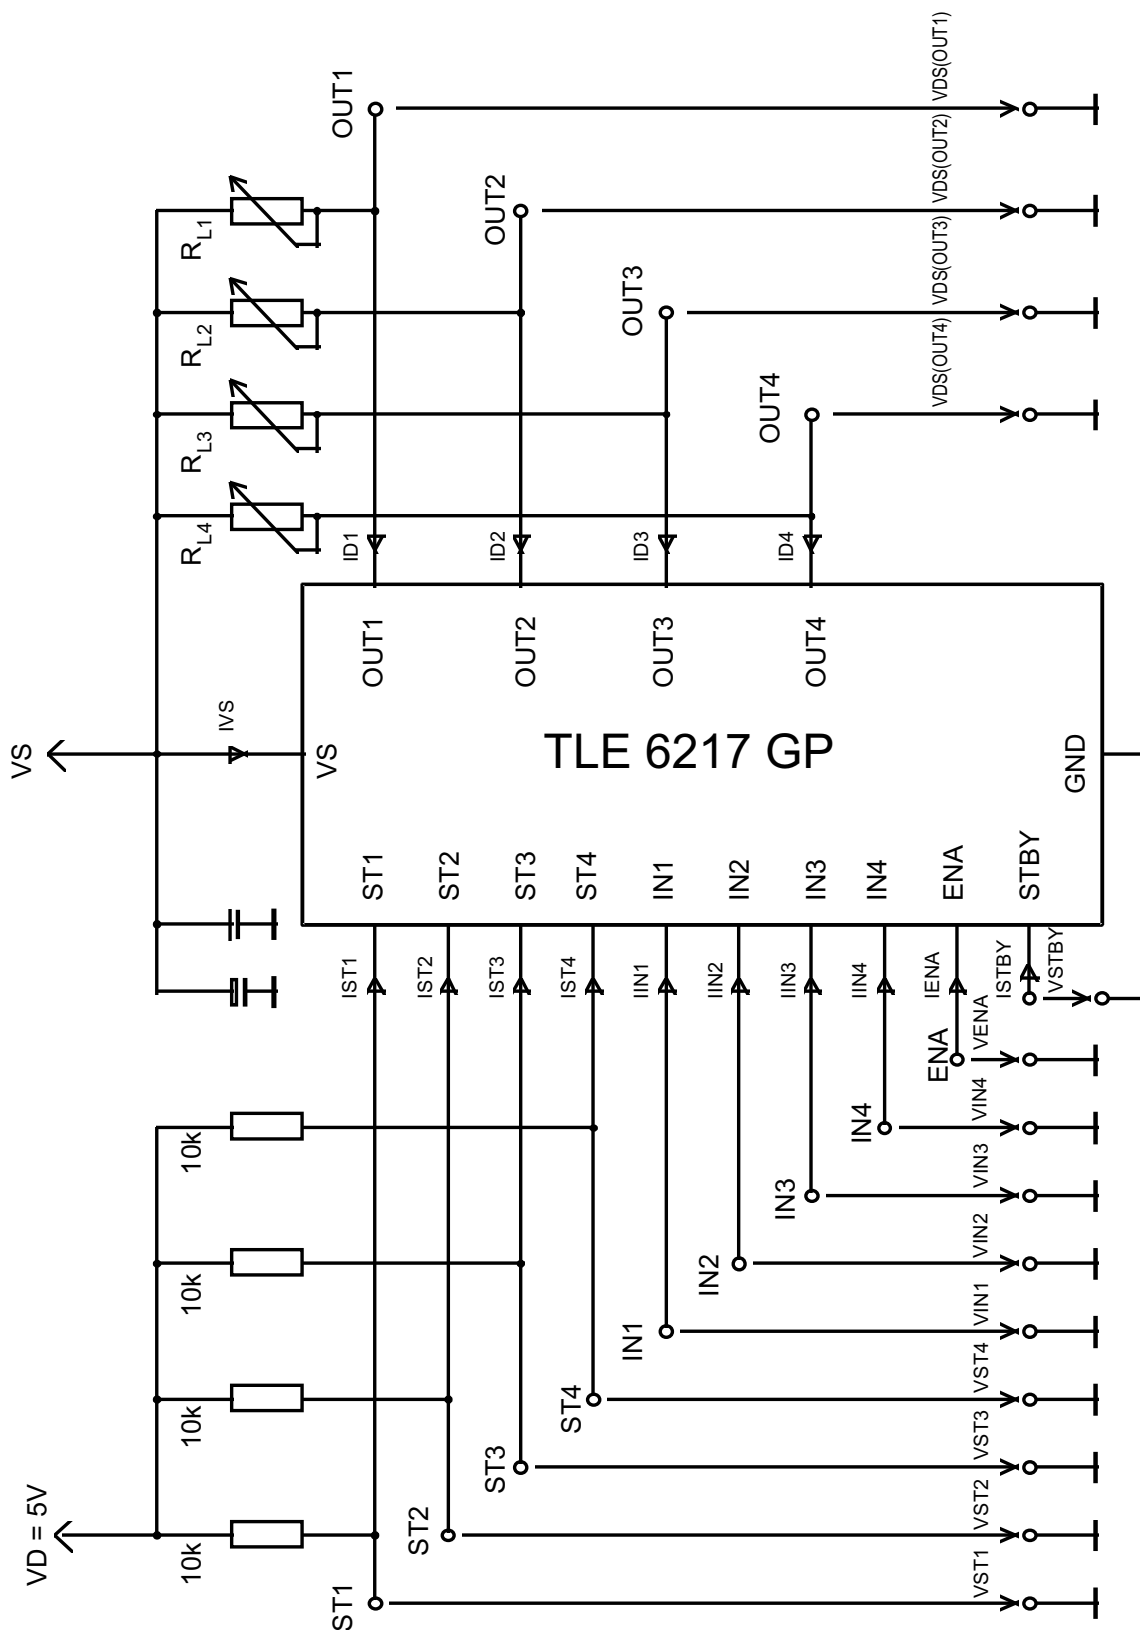 VD = 5V
VS
10k
10k
10k
10k
IVS
RL4
RL3
RL2
RL1
ST1
IST1
ST1
VS
OUT1
ID1
OUT1
ST2
IST2
ST2
OUT2
ID2
OUT2
ST3
IST3
ST3
OUT3
ID3
OUT3
ST4
IST4
ST4
TLE 6217 GP
IN1
IIN1
IN1
IN2
IIN2
IN2
OUT4
ID4
OUT4
IN3
IIN3
IN3
IN4
IIN4
IN4
ENA
IENA
ENA
ISTBY
STBY
VSTBY
GND
VST1
VST2
VST3
VST4
VIN1
VIN2
VIN3
VIN4
VENA
VDS(OUT4)
VDS(OUT3)
VDS(OUT2)
VDS(OUT1)